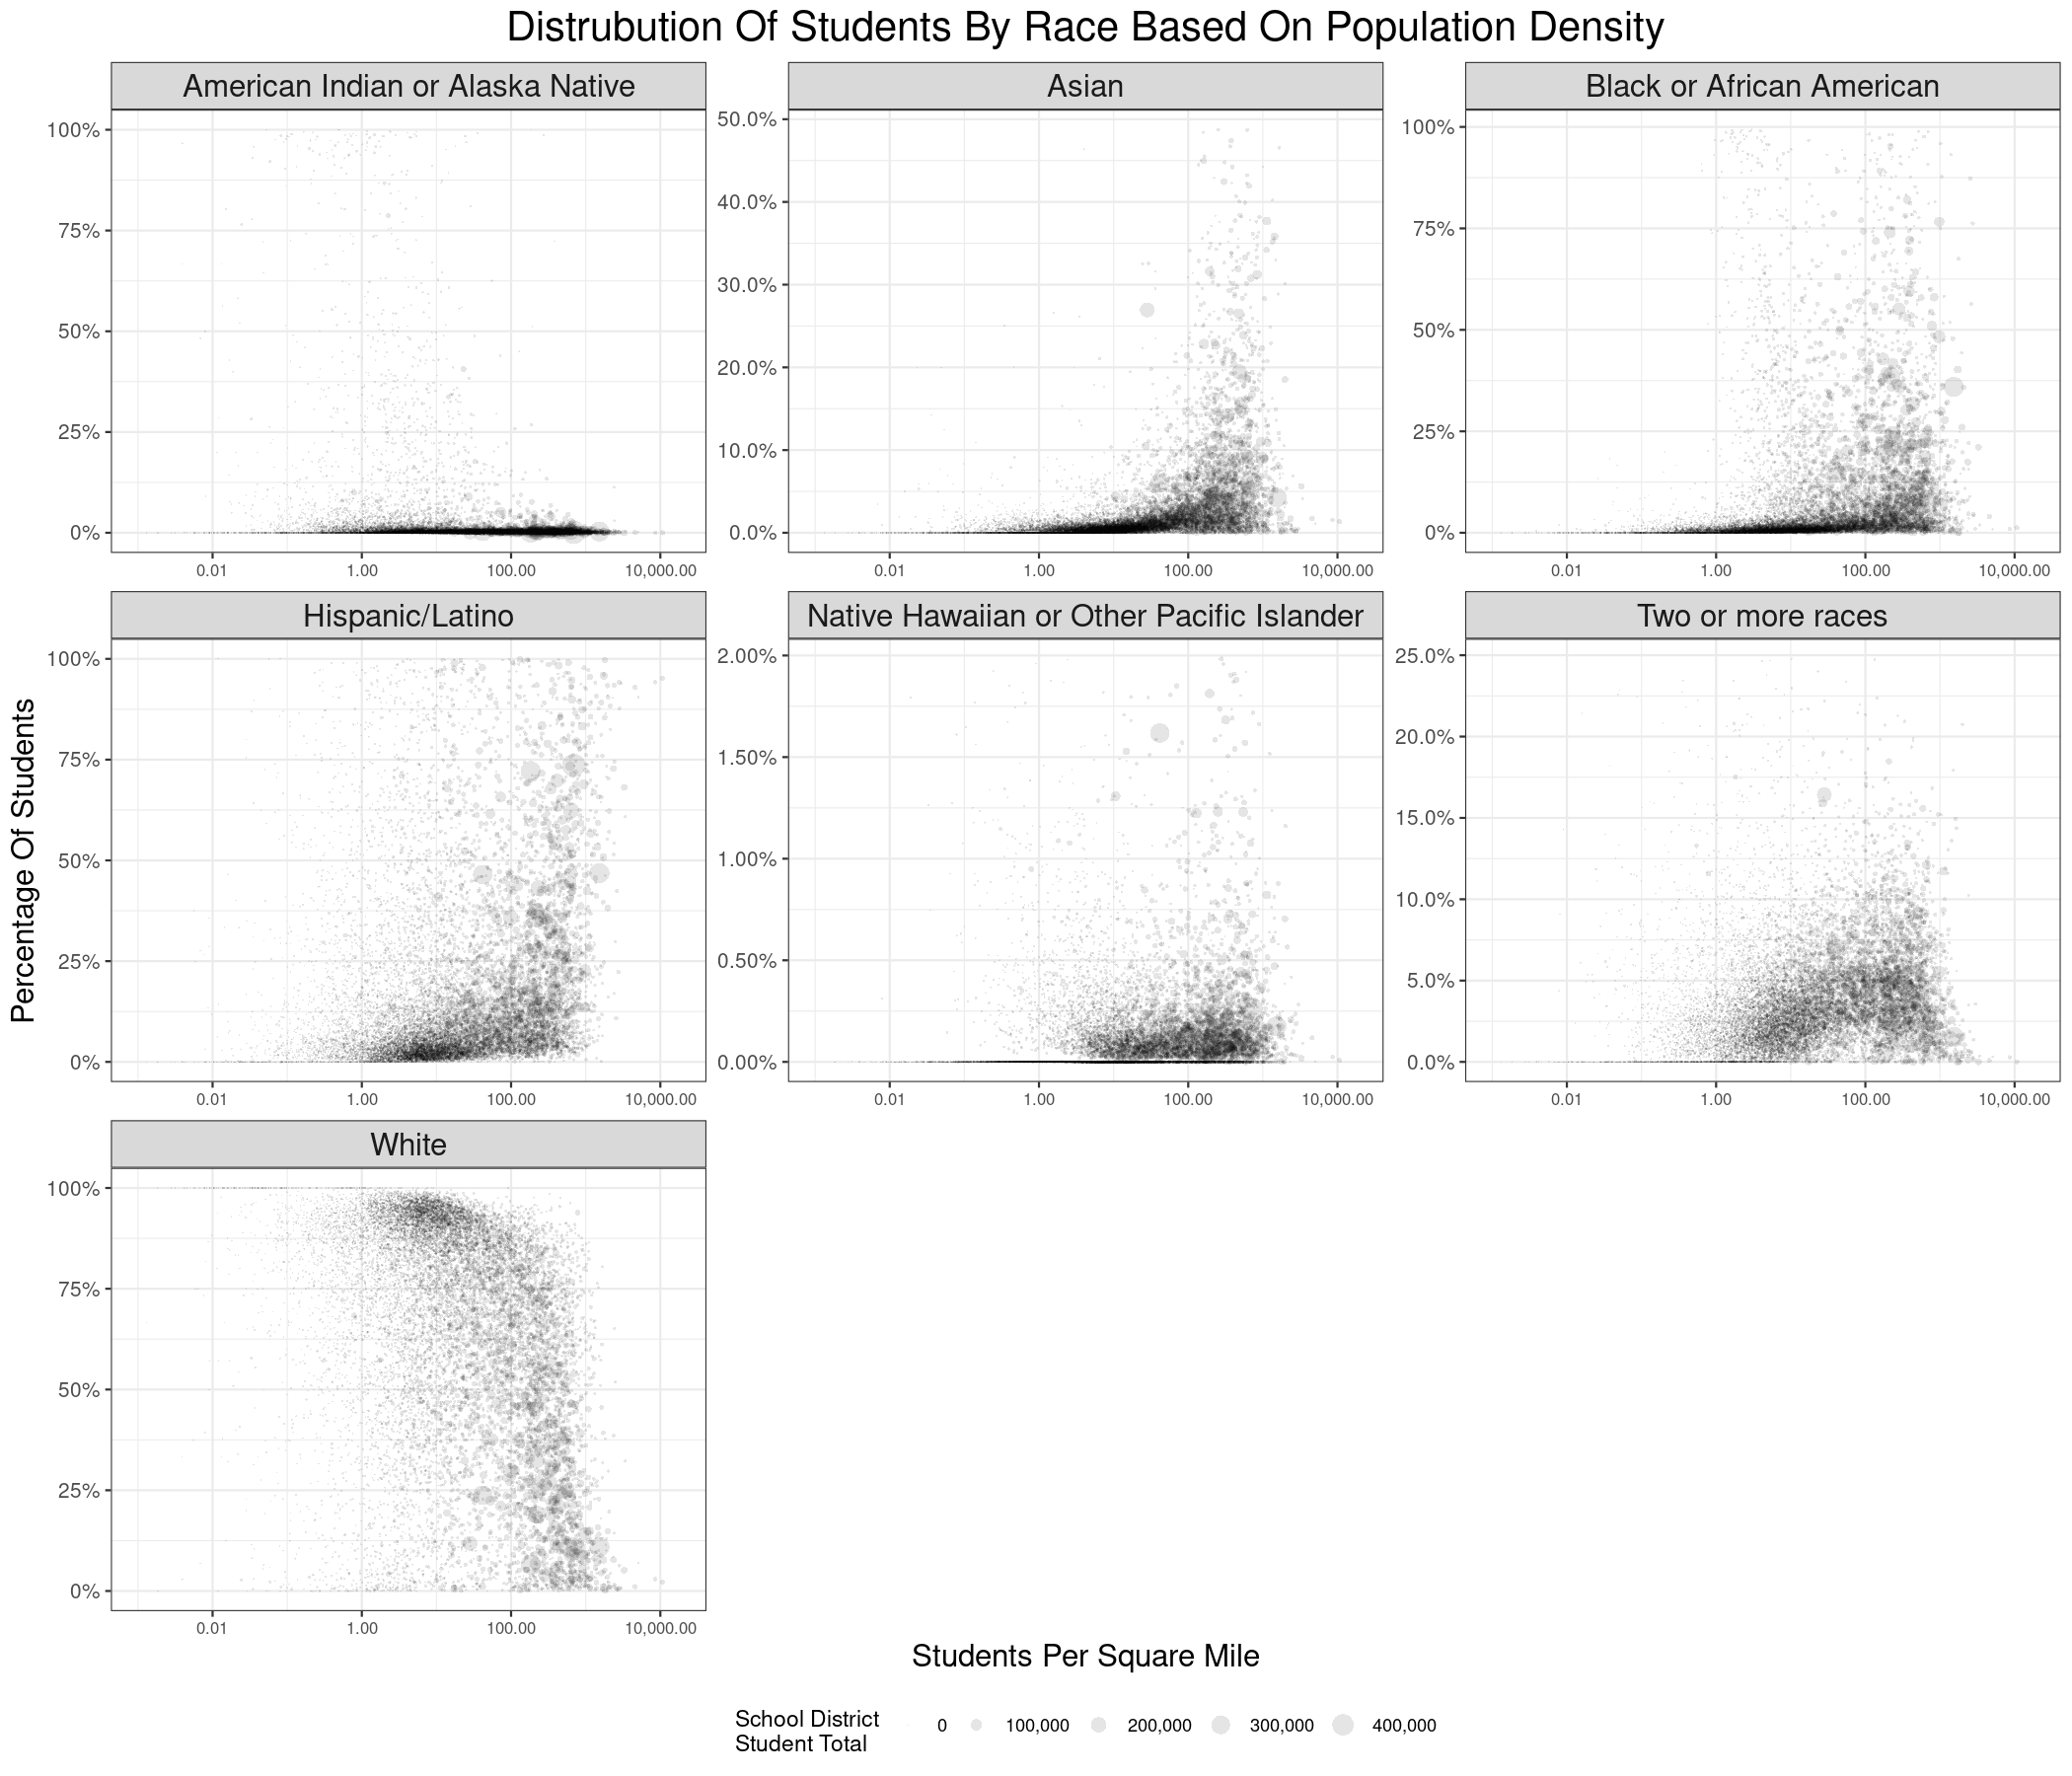 Distrubution Of Students By Race Based On Population Density
American Indian or Alaska Native
100%
75%
50%
25%
0%
0.01 1.00 100.00 10,000.00
Asian
50.0%
40.0%
30.0%
20.0%
10.0%
0.0%
0.01 1.00 100.00 10,000.00
Black or African American
100%
75%
50%
25%
0%
0.01 1.00 100.00 10,000.00
Percentage Of Students
Hispanic/Latino
100%
75%
50%
25%
0%
0.01 1.00 100.00 10,000.00
Native Hawaiian or Other Pacific Islander
2.00%
1.50%
1.00%
0.50%
0.00%
0.01 1.00 100.00 10,000.00
Two or more races
25.0%
20.0%
15.0%
10.0%
5.0%
0.0%
0.01 1.00 100.00 10,000.00
White
100%
75%
50%
25%
0%
0.01 1.00 100.00 10,000.00
Students Per Square Mile
School District
Student Total
0 100,000 200,000 300,000 400,000